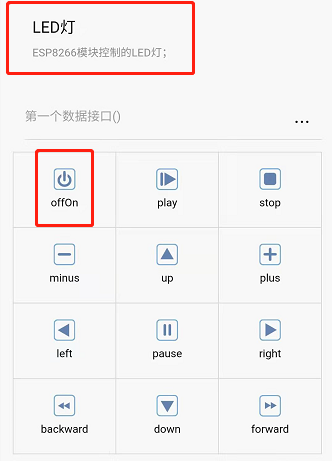 LED灯
ESP8266模块控制的LED灯；
第一个数据接口()
...
offOn
play
stop
minus
up
plus
left
pause
right
backward
down
forward